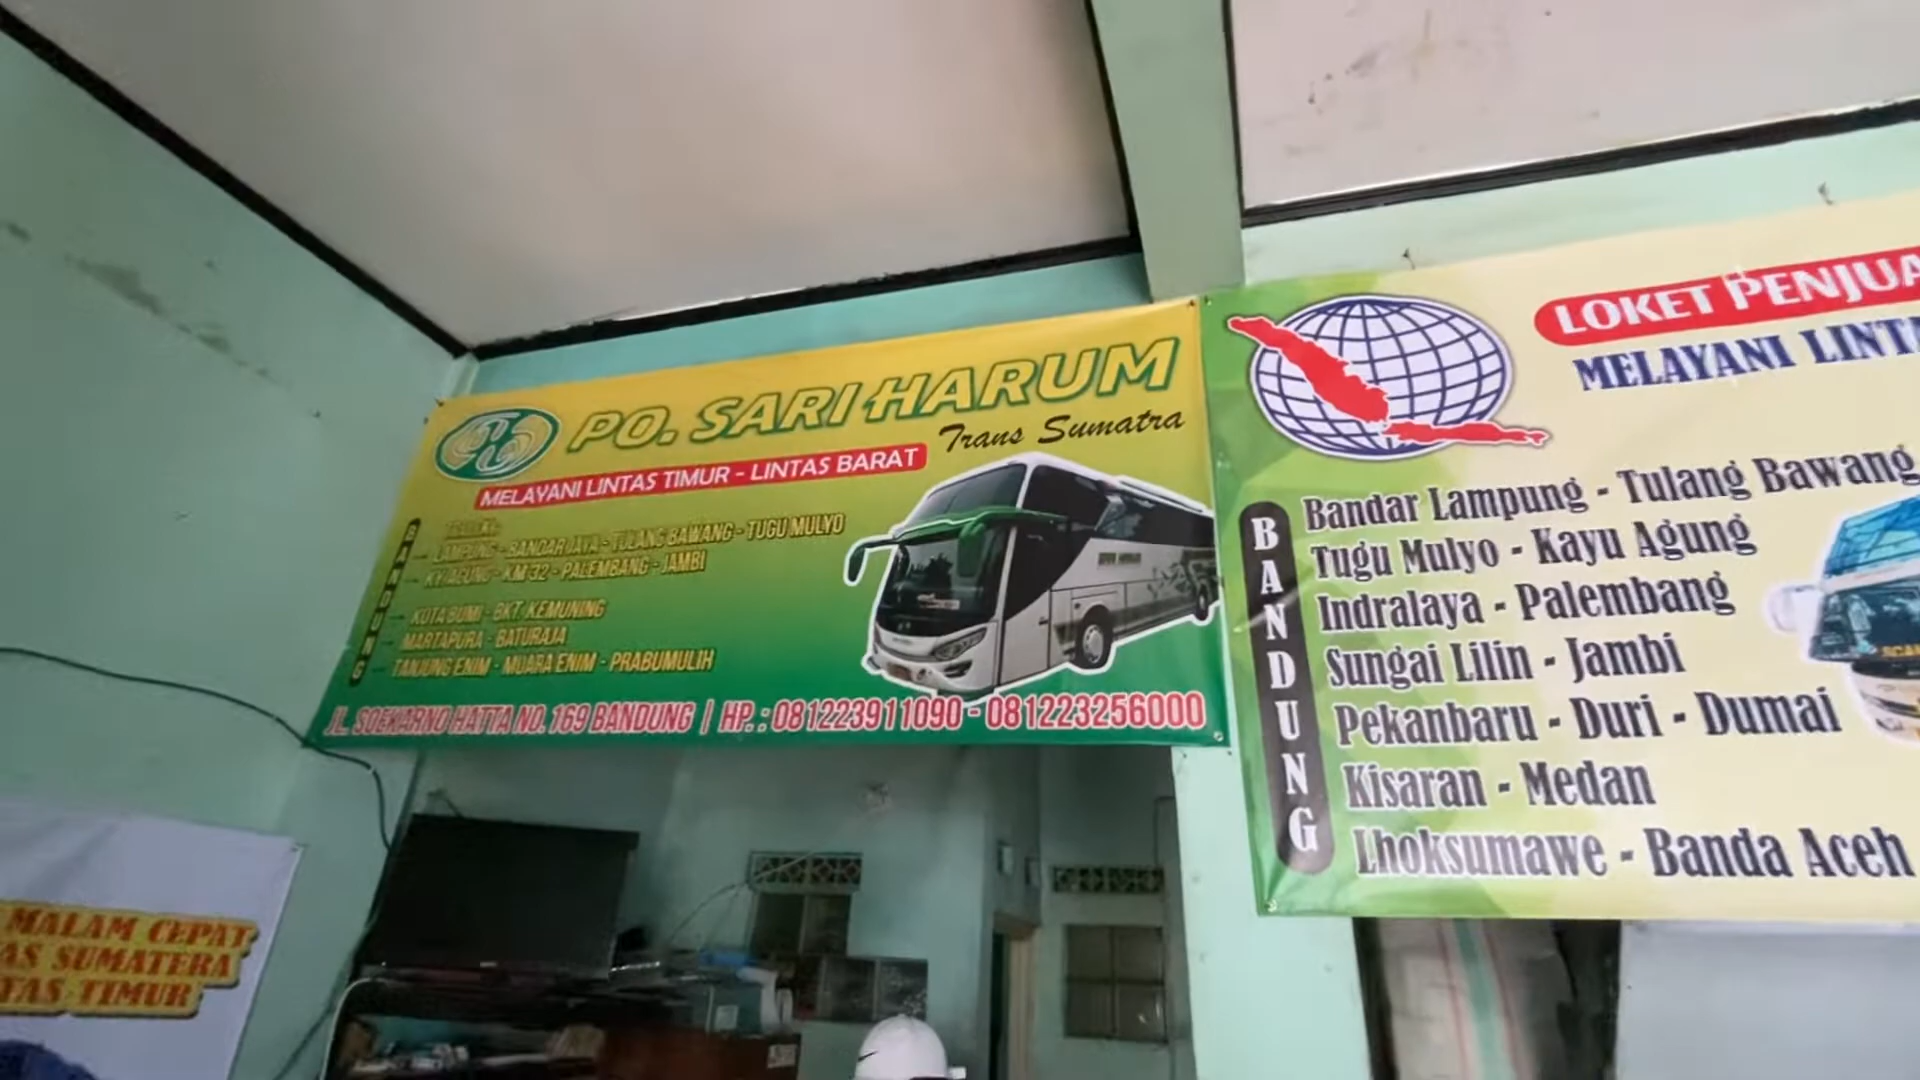 PO. SARI HARUM
Trans Sumatra
MELAYANI LINTAS TIMUR - LINTAS BARAT
BANDUNG
LAMPUNG - BANDAR JAYA - TULANG BAWANG - TUGU MULYO
KY AGUNG - KM 32 - PALEMBANG - JAMBI
KOTA BUMI - BKT. KEMUNING
MARTAPURA - BATURAJA
TANJUNG ENIM - MUARA ENIM - PRABUMULIH
JL. SOEKARNO HATTA NO. 169 BANDUNG | HP. : 081223911090 - 081223256000
LOKET PENJUA
MELAYANI LINT
BANDUNG
Bandar Lampung - Tulang Bawang
Tugu Mulyo - Kayu Agung
Indralaya - Palembang
Sungai Lilin - Jambi
Pekanbaru - Duri - Dumai
Kisaran - Medan
Lhoksumawe - Banda Aceh
MALAM CEPAT
AS SUMATERA
TAS TIMUR